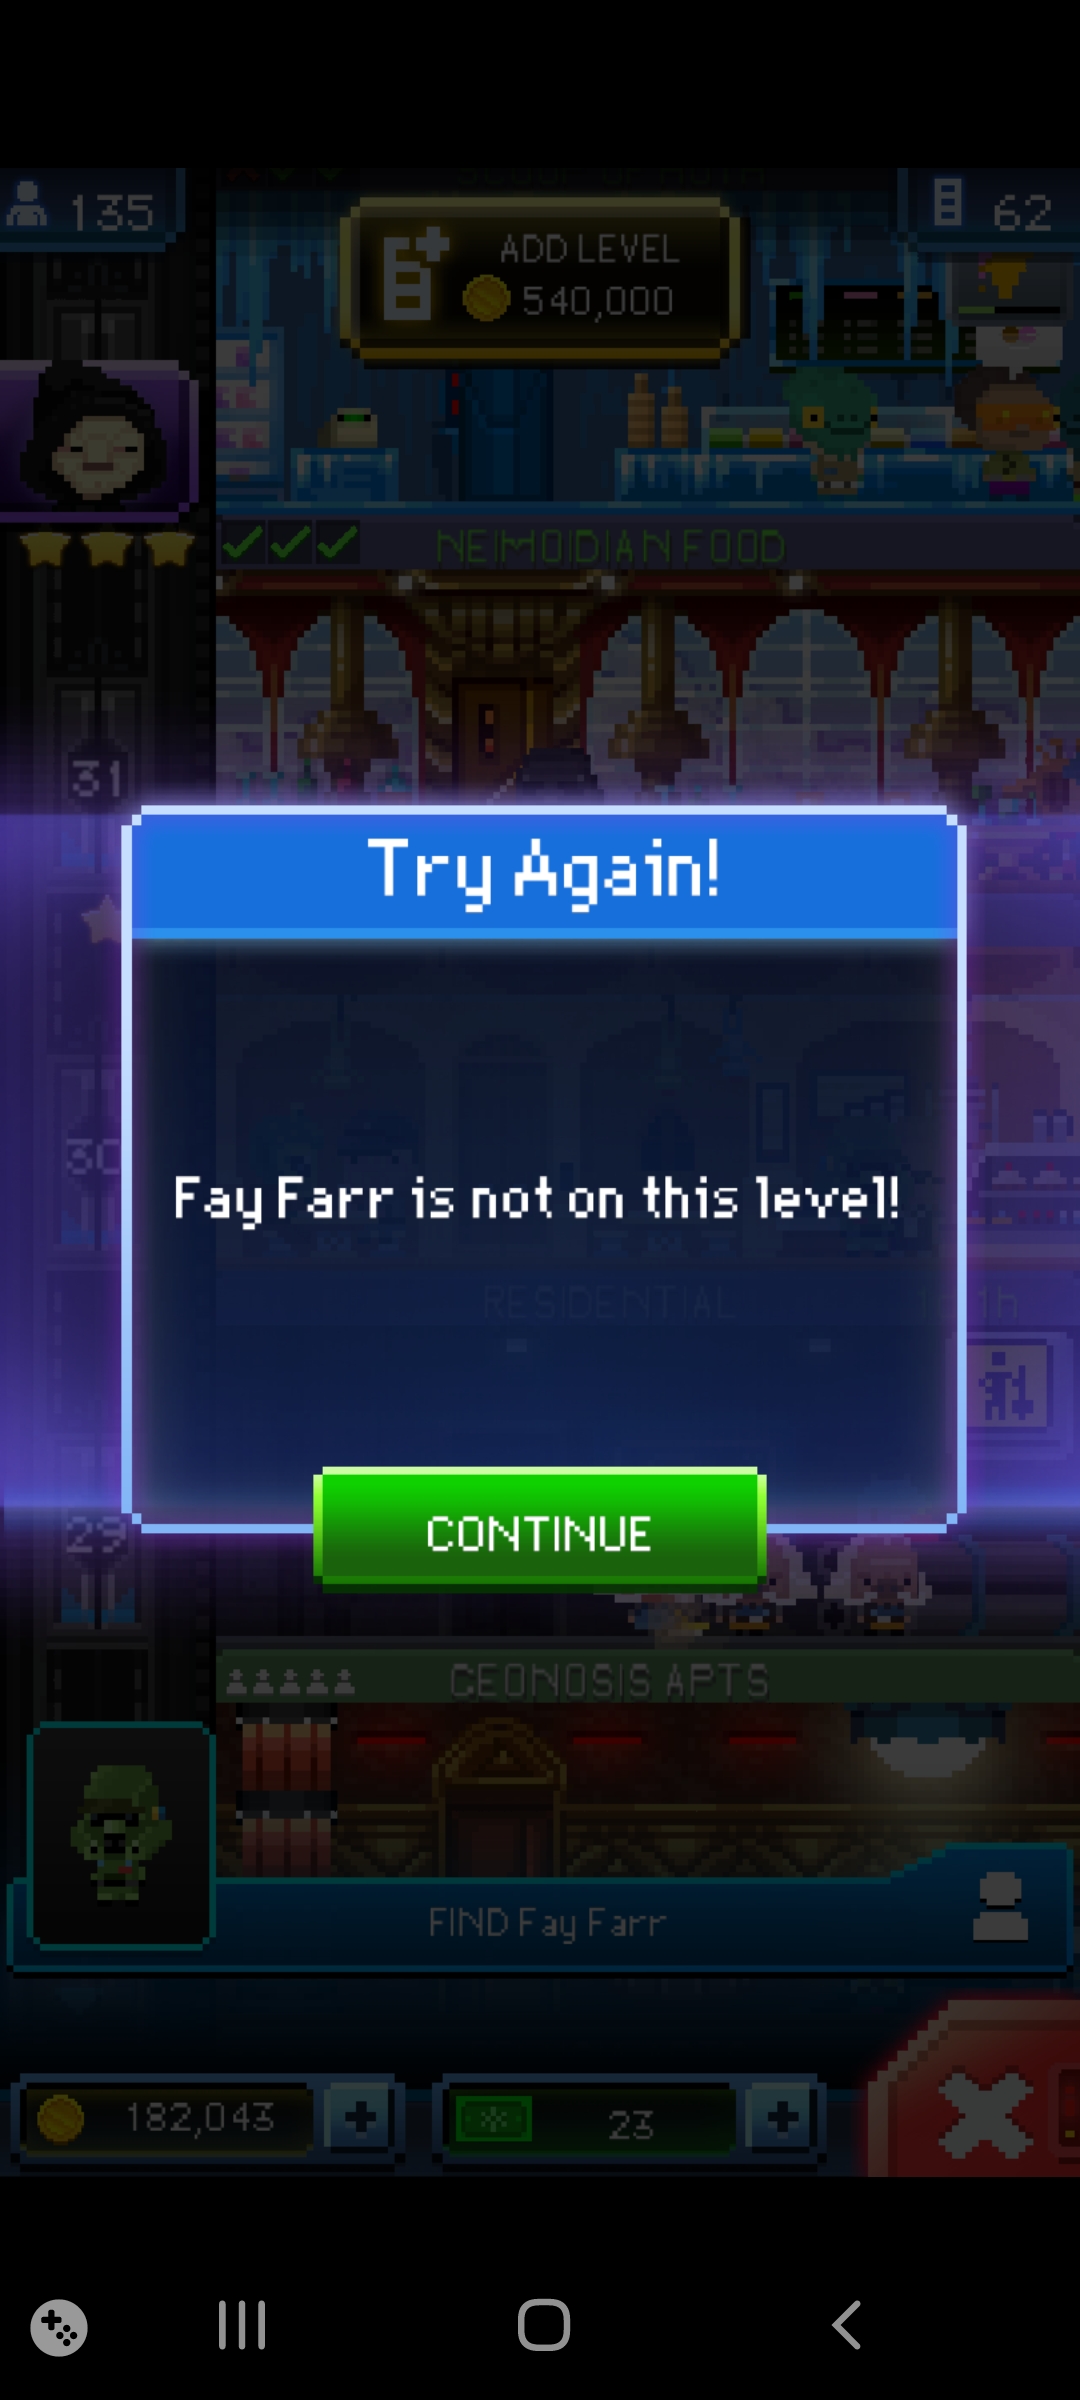 135
62
ADD LEVEL
540,000
NEIMOIDIAN FOOD
31
Try Again!
30
Fay Farr is not on this level!
RESIDENTIAL
29
CONTINUE
GEONOSIS APTS
FIND Fay Farr
182,043
23